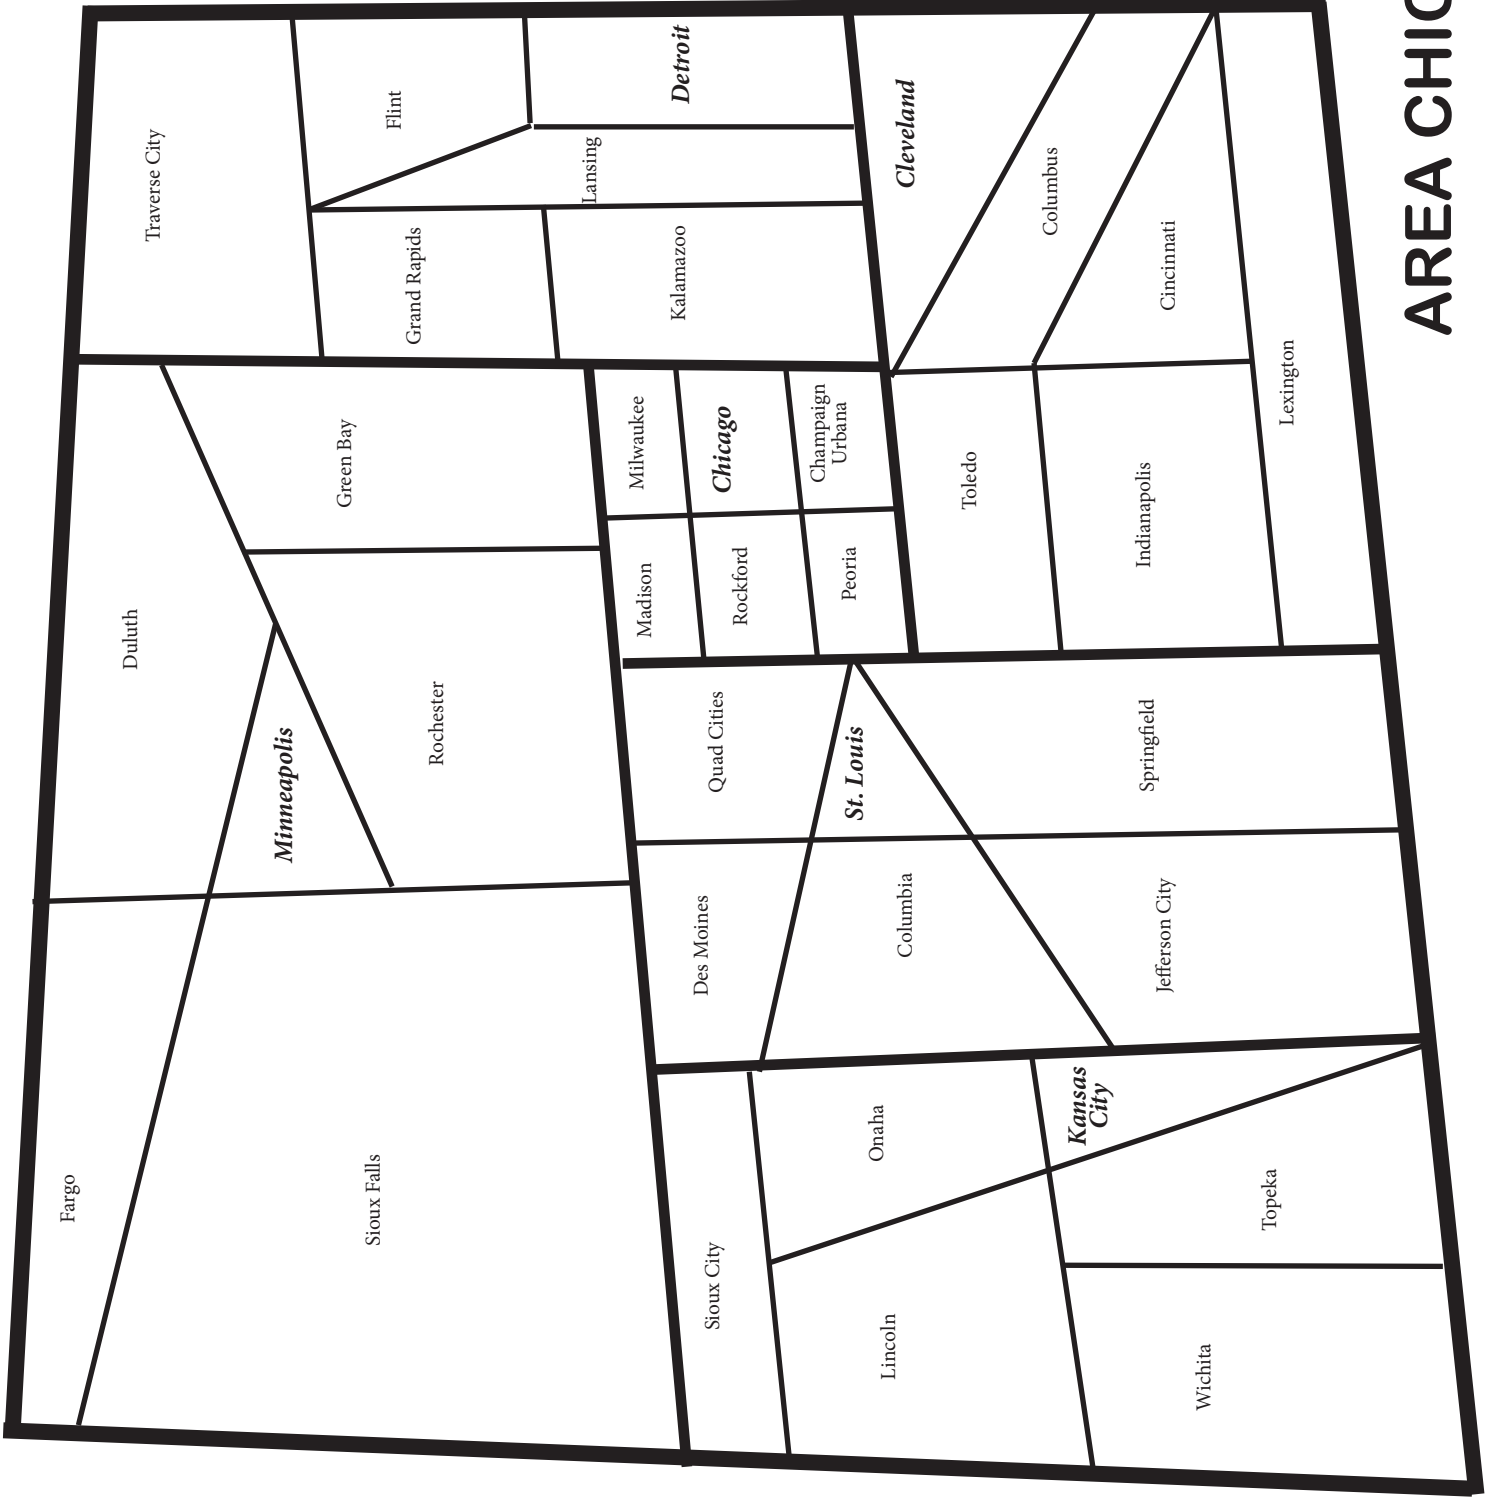 Fargo
Duluth
Traverse City
Minneapolis
Green Bay
Sioux Falls
Flint
Grand Rapids
Rochester
Lansing
Milwaukee
Madison
Kalamazoo
Detroit
Des Moines
Sioux City
Quad Cities
Chicago
Rockford
Champaign
Urbana
Peoria
St. Louis
Onaha
Lincoln
Columbia
Cleveland
Toledo
Columbus
Kansas
City
Indianapolis
Springfield
Jefferson City
Cincinnati
Wichita
Topeka
Lexington
AREA CHIC